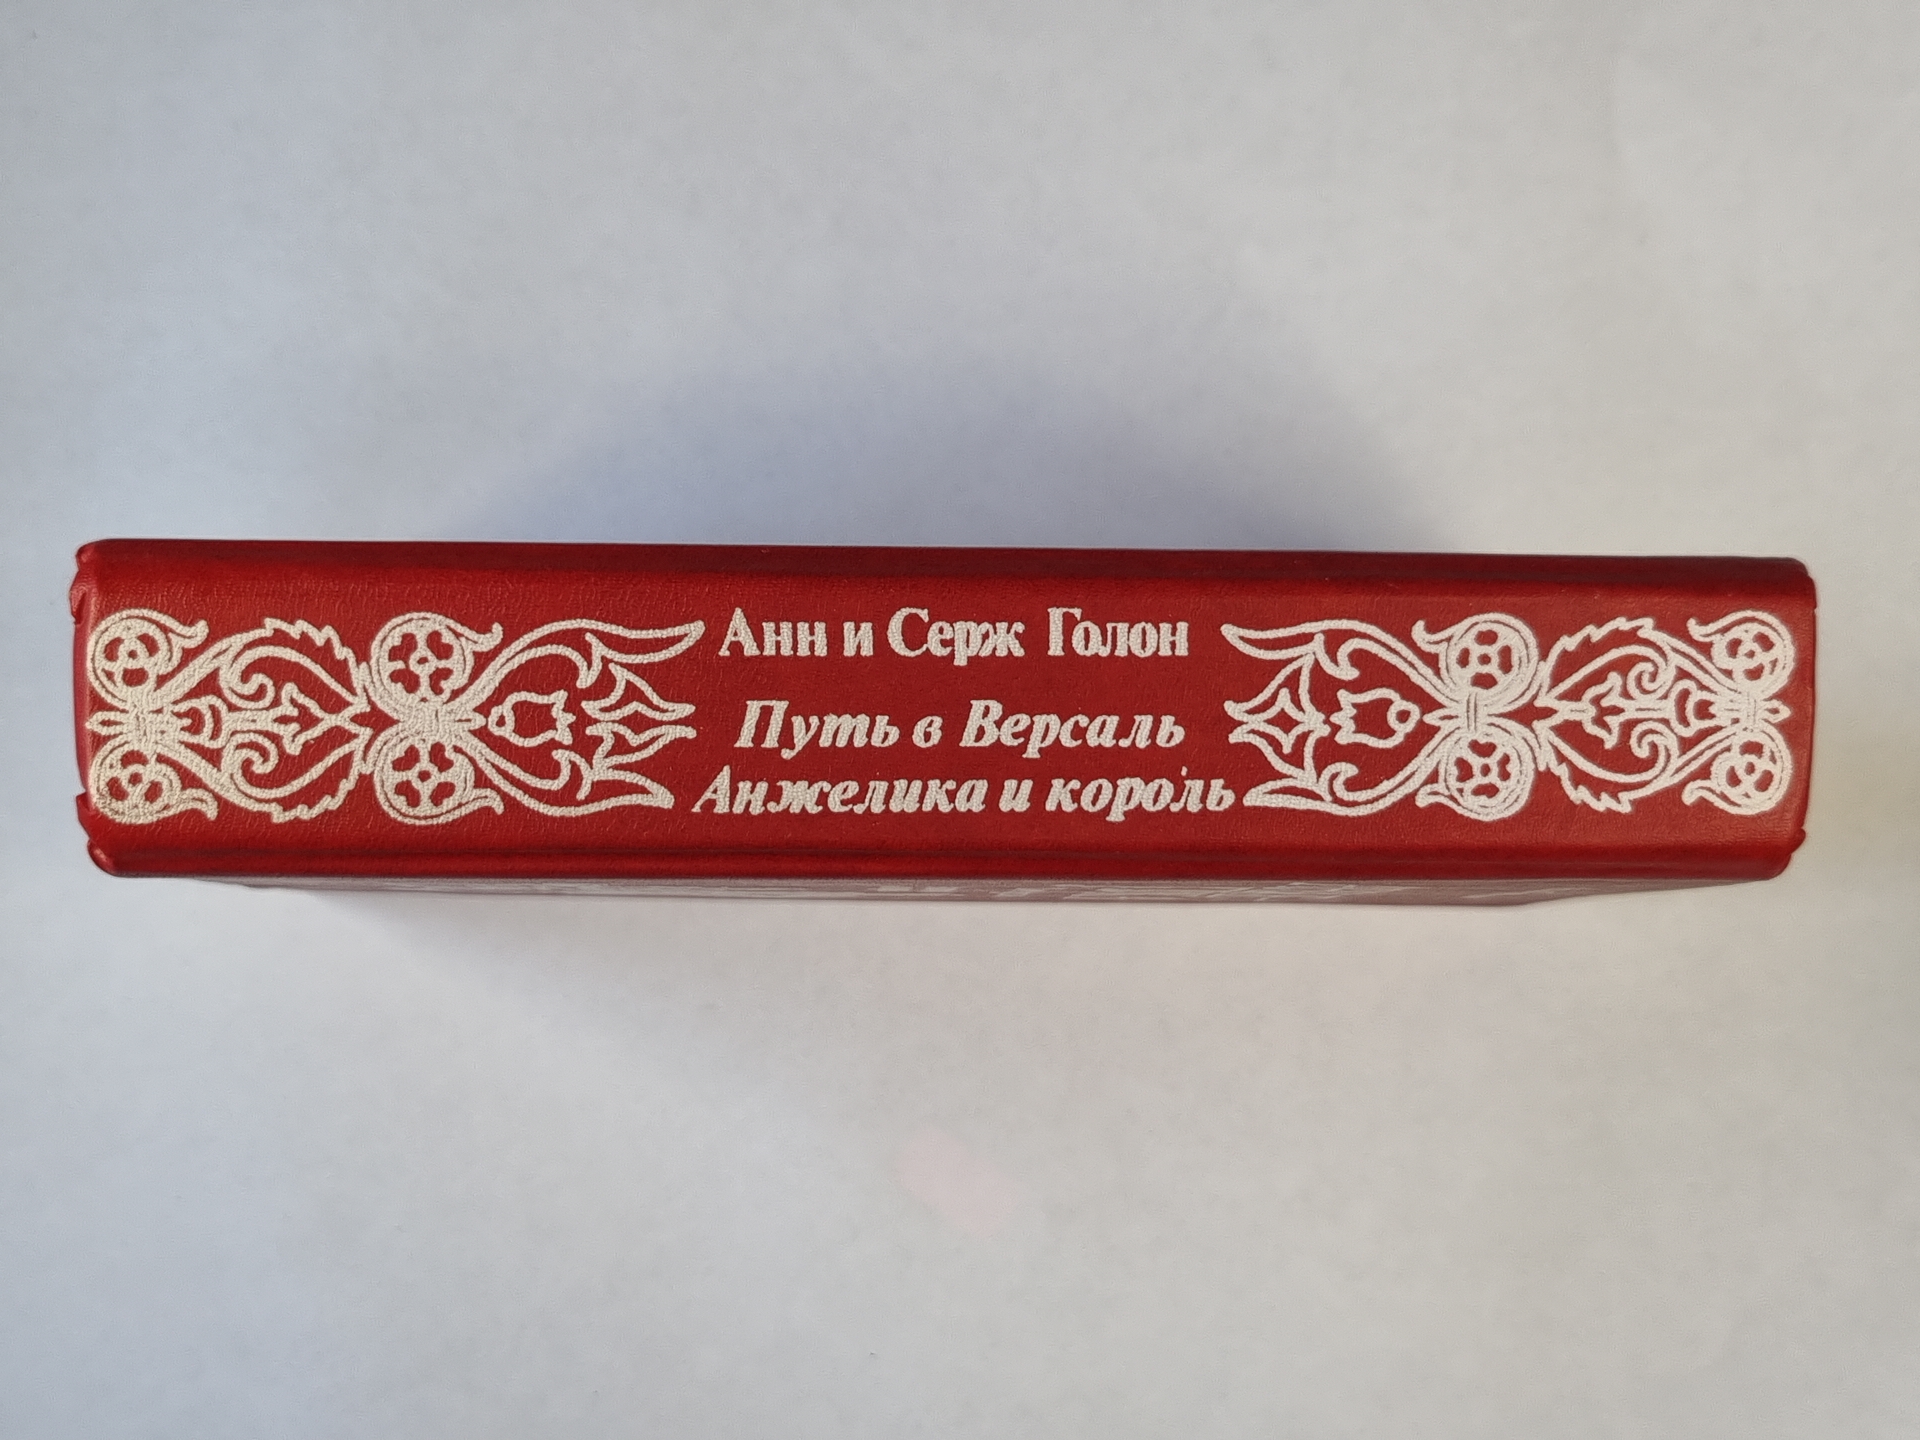 Анн и Серж Голон
Путь в Версаль
Анжелика и король